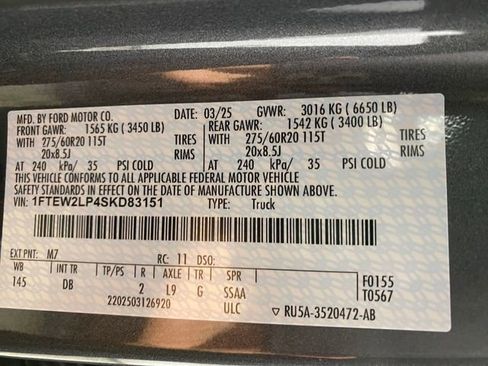 MFD. BY FORD MOTOR CO. DATE: 03/25 GVWR: 3016 KG ( 6650 LB)
FRONT GAWR: 1565 KG (3450 LB) REAR GAWR: 1542 KG ( 3400 LB)
WITH 275/60R20 115T TIRES WITH 275/60R20 115T TIRES
20x8.5J RIMS 20x8.5J RIMS
AT 240 kPa/ 35 PSI COLD AT 240 kPa/ 35 PSI COLD
THIS VEHICLE CONFORMS TO ALL APPLICABLE FEDERAL MOTOR VEHICLE
SAFETY STANDARDS IN EFFECT ON THE DATE OF MANUFACTURE SHOWN ABOVE.
VIN: 1FTEW2LP4SKD83151 TYPE: Truck
EXT PNT: M7 RC: 11 DSO:
WB INT TR TP/PS R AXLE TR SPR F0155
145 DB 2 L9 G SSAA T0567
2202503126920 ULC ▽ RU5A-3520472-AB